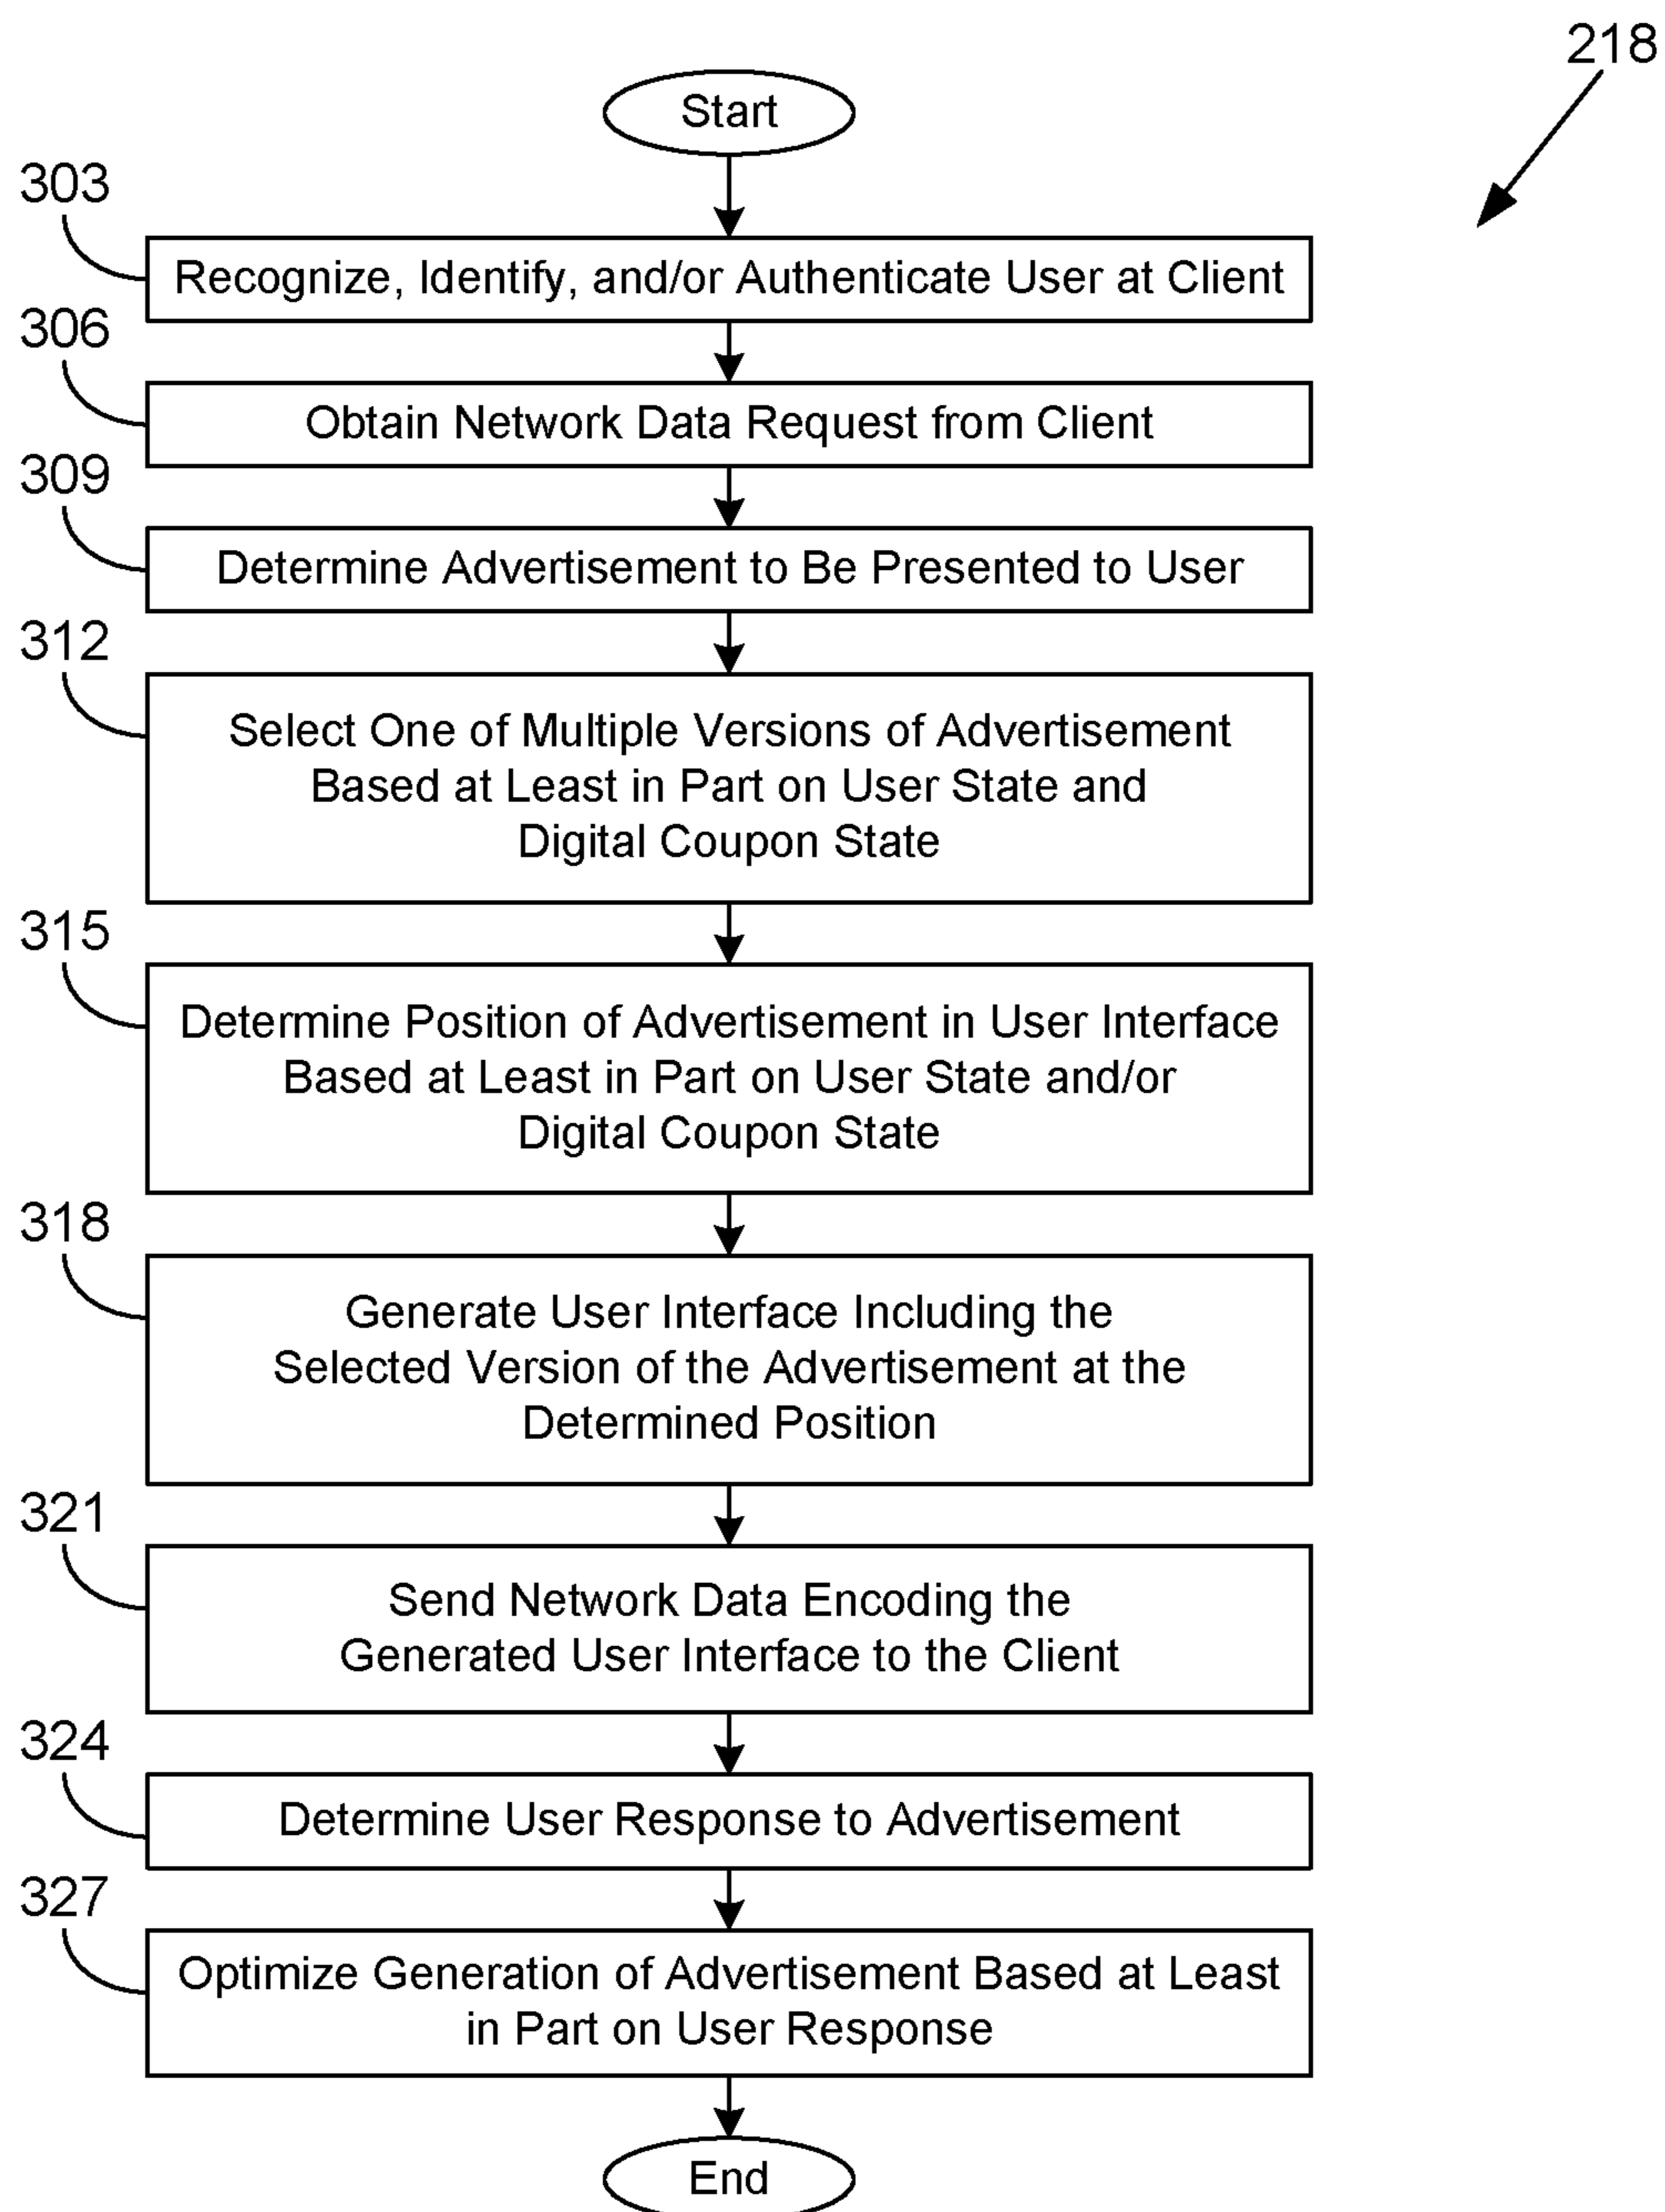 218
Start
303
Recognize, Identify, and/or Authenticate User at Client
306
Obtain Network Data Request from Client
309
Determine Advertisement to Be Presented to User
312
Select One of Multiple Versions of Advertisement
Based at Least in Part on User State and
Digital Coupon State
315
Determine Position of Advertisement in User Interface
Based at Least in Part on User State and/or
Digital Coupon State
318
Generate User Interface Including the
Selected Version of the Advertisement at the
Determined Position
321
Send Network Data Encoding the
Generated User Interface to the Client
324
Determine User Response to Advertisement
327
Optimize Generation of Advertisement Based at Least
in Part on User Response
End